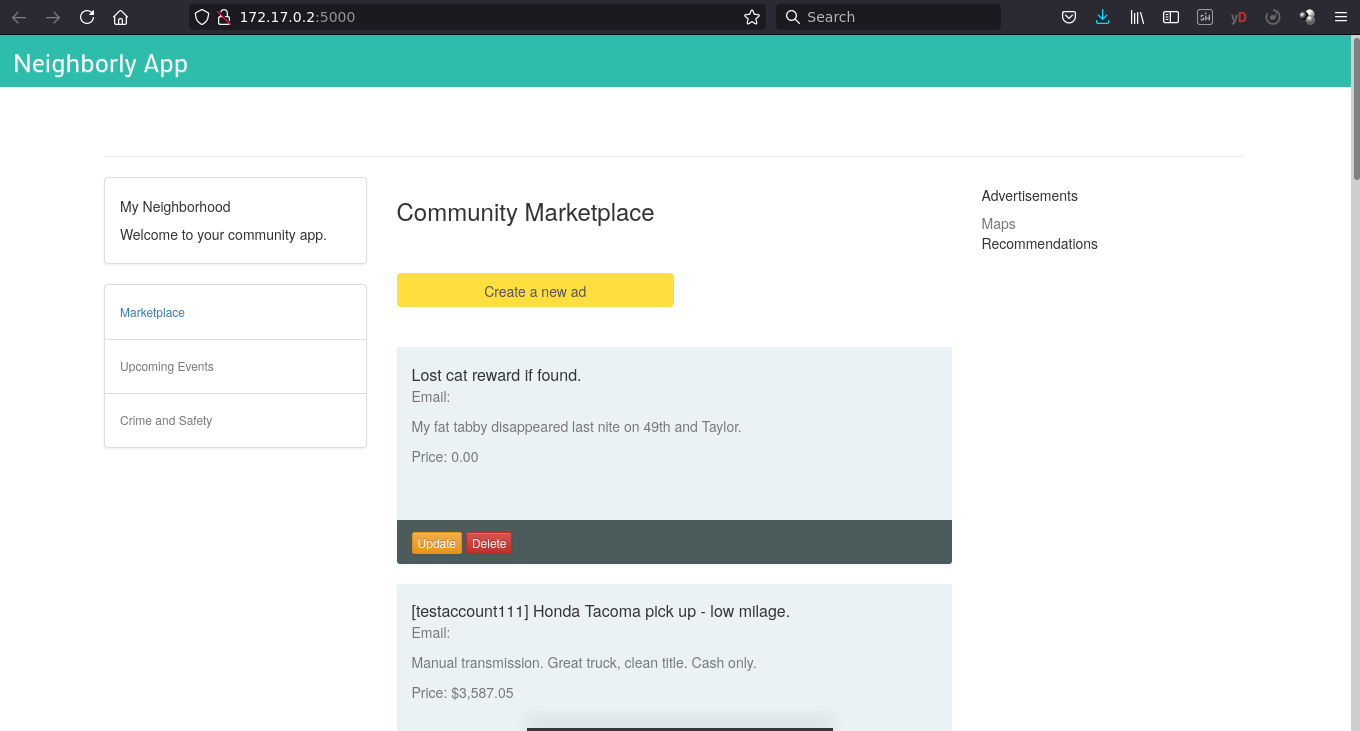 172.17.0.2:5000
Search
yD
Neighborly App
My Neighborhood
Welcome to your community app.
Marketplace
Upcoming Events
Crime and Safety
Community Marketplace
Create a new ad
Lost cat reward if found.
Email:
My fat tabby disappeared last nite on 49th and Taylor.
Price: 0.00
Update Delete
[testaccount111] Honda Tacoma pick up - low milage.
Email:
Manual transmission. Great truck, clean title. Cash only.
Price: $3,587.05
Advertisements
Maps
Recommendations